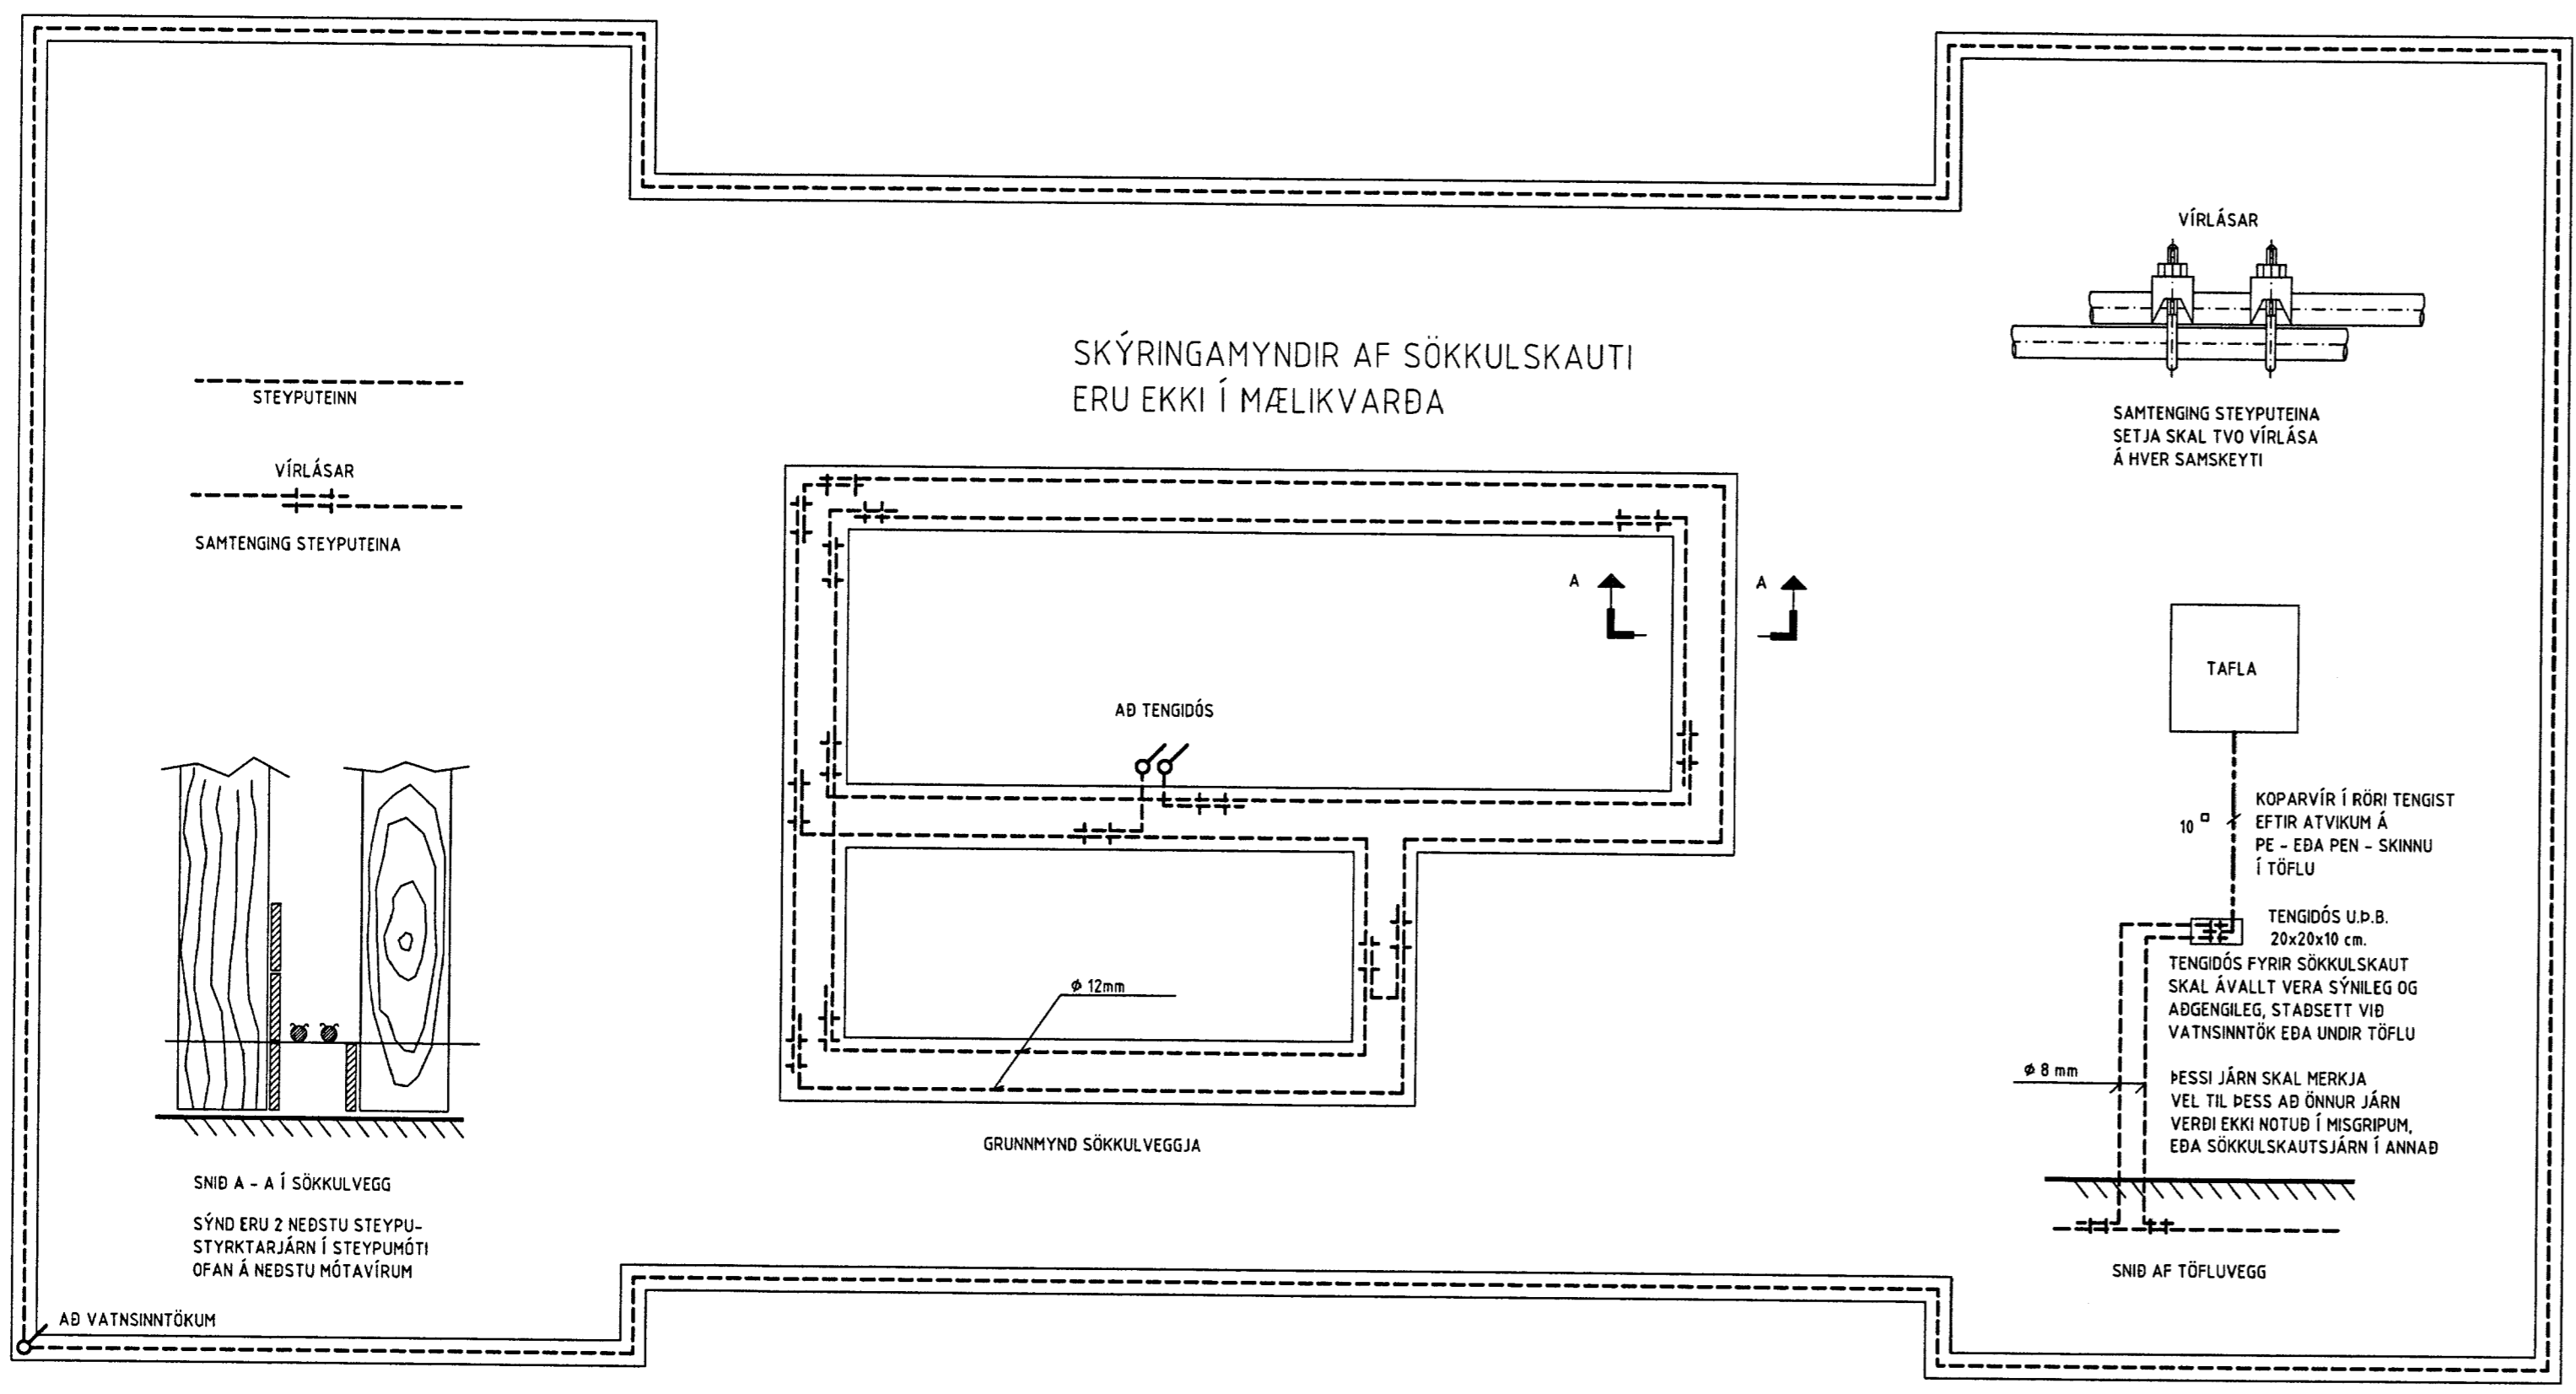 SKÝRINGAMYNDIR AF SÖKKULSKAUTI
ERU EKKI Í MÆLIKVARÐA
STEYPUTEINN
VÍRLÁSAR
SAMTENGING STEYPUTEINA
SNIÐ A - A Í SÖKKULVEGG
SÝND ERU 2 NEÐSTU STEYPU-
STYRKTARJÁRN Í STEYPUMÓTI
OFAN Á NEÐSTU MÓTAVÍRUM
AÐ VATNSINNTÖKUM
A
A
AÐ TENGIDÓS
φ 12mm
GRUNNMYND SÖKKULVEGGJA
VÍRLÁSAR
SAMTENGING STEYPUTEINA
SETJA SKAL TVO VÍRLÁSA
Á HVER SAMSKEYTI
TAFLA
10 □
KOPARVÍR Í RÖRI TENGIST
EFTIR ATVIKUM Á
PE - EÐA PEN - SKINNU
Í TÖFLU
TENGIDÓS U.Þ.B.
20x20x10 cm.
TENGIDÓS FYRIR SÖKKULSKAUT
SKAL ÁVALLT VERA SÝNILEG OG
AÐGENGILEG, STAÐSETT VIÐ
VATNSINNTÖK EÐA UNDIR TÖFLU
φ 8 mm
ÞESSI JÁRN SKAL MERKJA
VEL TIL ÞESS AÐ ÖNNUR JÁRN
VERÐI EKKI NOTUÐ Í MISGRIPUM,
EÐA SÖKKULSKAUTSJÁRN Í ANNAÐ
SNIÐ AF TÖFLUVEGG